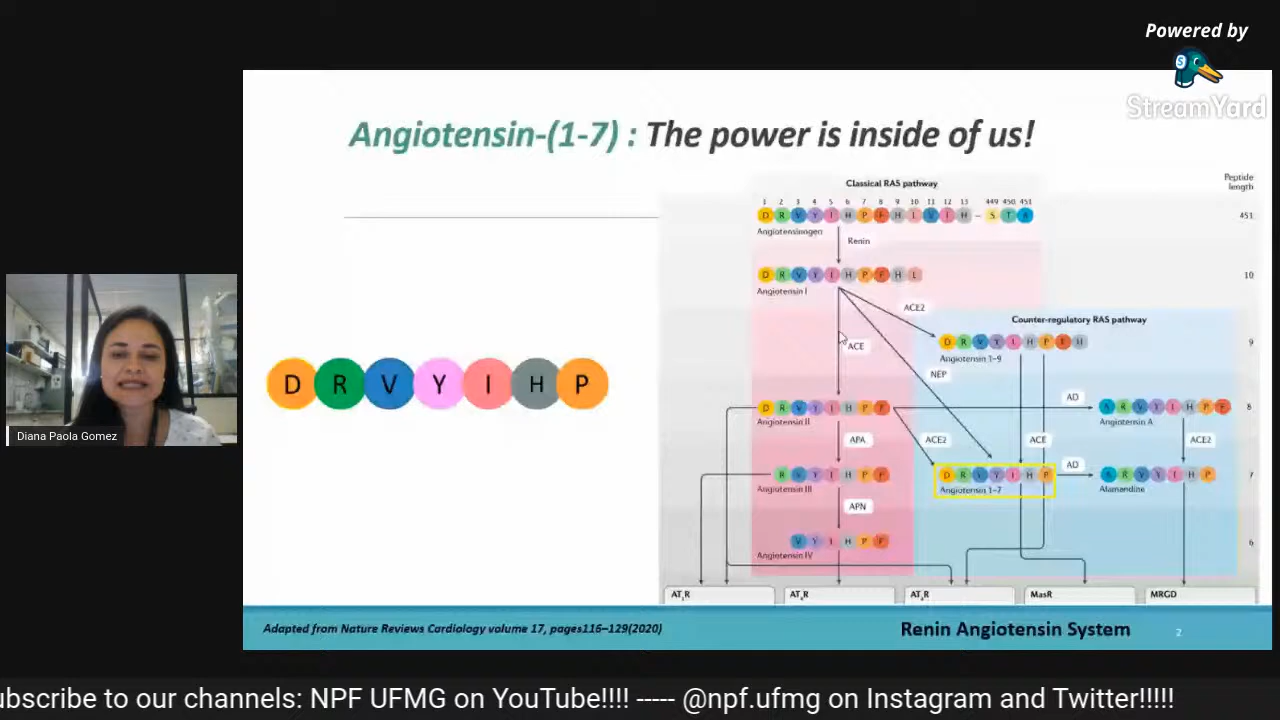 Powered by
StreamYard
Angiotensin-(1-7) : The power is inside of us!
Classical RAS pathway
Peptide
length
1 2 3 4 5 6 7 8 9 10 11 12 13 449 450 451
D R V Y I H P F H L V I H – S T A 451
Angiotensinogen
Renin
D R V Y I H P F H L 10
Angiotensin I
ACE2
Counter-regulatory RAS pathway
ACE
D R V Y I H P F H 9
Angiotensin 1–9
NEP
D R V Y I H P
AD
D R V Y I H P F A R V Y I H P F 8
Angiotensin II
Angiotensin A
APA ACE2 ACE ACE2
AD
R V Y I H P F D R V Y I H P A R V Y I H P 7
Angiotensin III Angiotensin 1–7 Alamandine
APN
V Y I H P F 6
Angiotensin IV
AT₁R AT₄R AT₂R MasR MRGD
Diana Paola Gomez
Adapted from Nature Reviews Cardiology volume 17, pages116–129(2020)
Renin Angiotensin System 2
ubscribe to our channels: NPF UFMG on YouTube!!!! ----- @npf.ufmg on Instagram and Twitter!!!!!